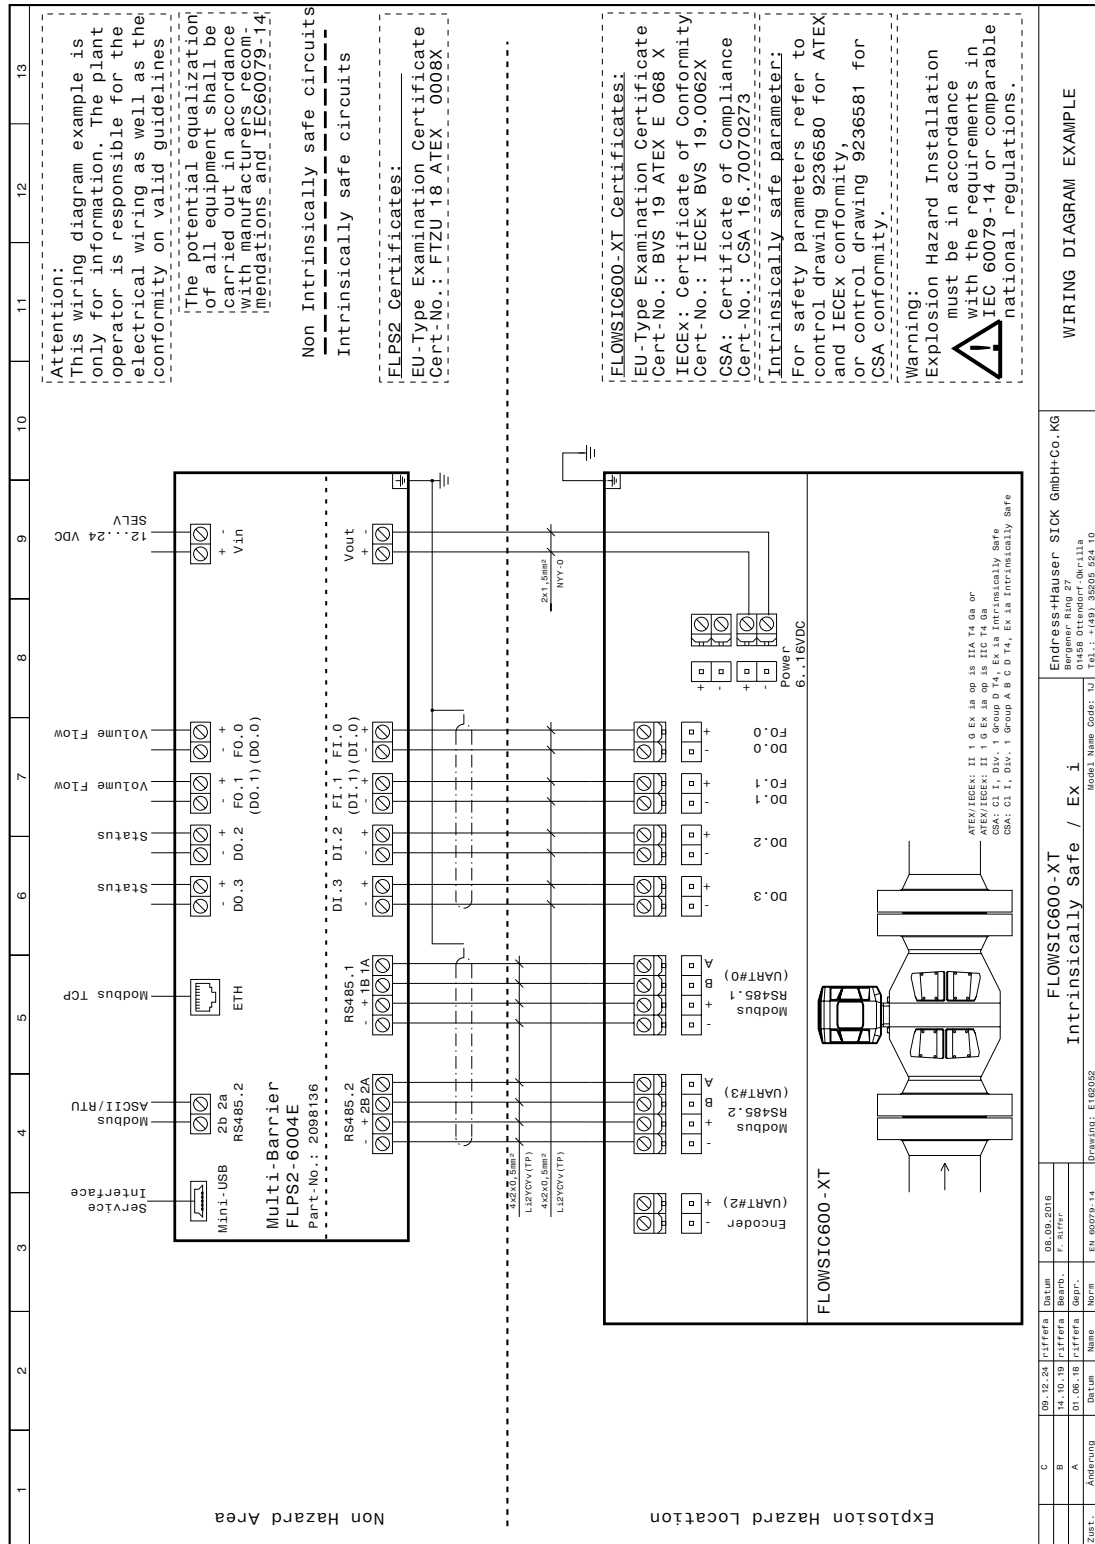 1
2
3
4
5
6
7
8
9
10
11
12
13
Non Hazard Area
Explosion Hazard Location
Attention:
This wiring diagram example is
only for information. The plant
operator is responsible for the
electrical wiring as well as the
conformity on valid guidelines
The potential equalization
of all equipment shall be
carried out in accordance
with manufacturers recom-
mendations and IEC60079-14
Non Intrinsically safe circuits
Intrinsically safe circuits
FLPS2 Certificates:
EU-Type Examination Certificate
Cert-No.: FTZU 18 ATEX 0008X
FLOWSIC600-XT Certificates:
EU-Type Examination Certificate
Cert-No.: BVS 19 ATEX E 068 X
IECEx: Certificate of Conformity
Cert-No.: IECEx BVS 19.0062X
CSA: Certificate of Compliance
Cert.No.: CSA 16.70070273
Intrinsically safe parameter:
For safety parameters refer to
control drawing 9236580 for ATEX
and IECEx conformity,
or control drawing 9236581 for
CSA conformity.
Warning:
Explosion Hazard Installation
must be in accordance
with the requirements in
IEC 60079-14 or comparable
national regulations.
Service
Interface
Modbus
ASCII/RTU
Modbus TCP
Status
Status
Volume Flow
Volume Flow
12...24 VDC
SELV
Mini-USB
2b 2a
RS485.2
ETH
- +
DO.3
- +
DO.2
- +
FO.1
(DO.1)
- +
FO.0
(DO.0)
+ -
Vin
Multi-Barrier
FLPS2-6004E
Part-No.: 2098136
RS485.2
- + 2B 2A
RS485.1
- + 1B 1A
DI.3
- +
DI.2
- +
FI.1
(DI.1)
- +
FI.0
(DI.0)
- +
Vout
+ -
4x2x0,5mm²
Li2YCYv(TP)
4x2x0,5mm²
Li2YCYv(TP)
2x1,5mm²
NYY-O
- +
Encoder
(UART#2)
- + B A
Modbus
RS485.2
(UART#3)
- + B A
Modbus
RS485.1
(UART#0)
- +
DO.3
- +
DO.2
- +
DO.1
FO.1
- +
DO.0
FO.0
+ -
+ -
Power
6..16VDC
FLOWSIC600-XT
ATEX/IECEx: II 1 G Ex ia op is IIA T4 Ga or
ATEX/IECEx: II 1 G Ex ia op is IIC T4 Ga
CSA: Cl I, Div. 1 Group D T4, Ex ia Intrinsically Safe
CSA: Cl I, Div. 1 Group A B C D T4, Ex ia Intrinsically Safe
C 09.12.24 riffefa Datum 08.09.2016
B 14.10.19 riffefa Bearb. F. Riffer
A 01.06.18 riffefa Gepr.
Zust. Änderung Datum Name Norm EN 60079-14
FLOWSIC600-XT
Intrinsically Safe / Ex i
Drawing: E162052
Model Name Code: 1J
Endress+Hauser SICK GmbH+Co.KG
Bergener Ring 27
01458 Ottendorf-Okrilla
Tel.: +(49) 35205 524 10
WIRING DIAGRAM EXAMPLE